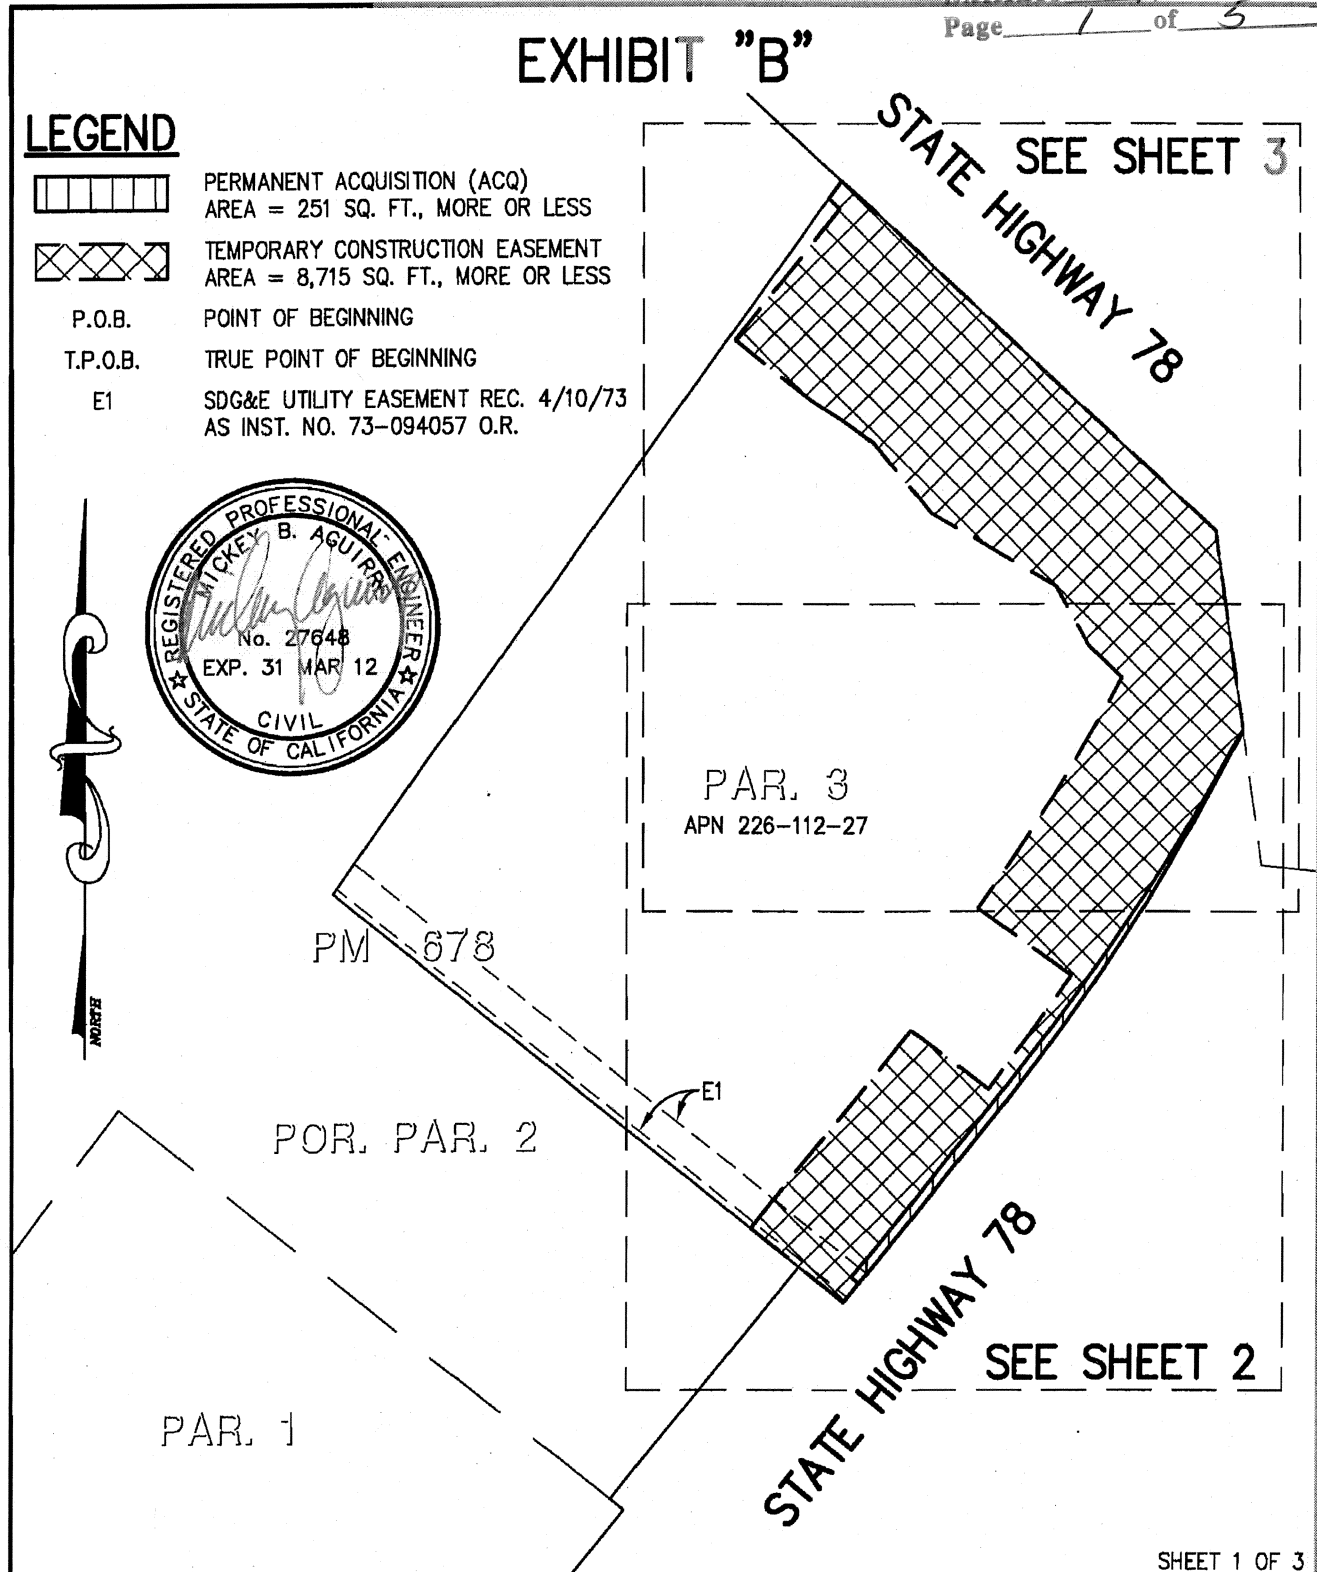 Page 1 of
EXHIBIT "B"
LEGEND
PERMANENT ACQUISITION (ACQ)
AREA = 251 SQ. FT., MORE OR LESS
TEMPORARY CONSTRUCTION EASEMENT
AREA = 8,715 SQ. FT., MORE OR LESS
P.O.B. POINT OF BEGINNING
T.P.O.B. TRUE POINT OF BEGINNING
E1 SDG&E UTILITY EASEMENT REC. 4/10/73
AS INST. NO. 73-094057 O.R.
STATE HIGHWAY 78
SEE SHEET 3
REGISTERED PROFESSIONAL ENGINEER
MICKEY B. AGUIRRE
No. 27648
EXP. 31 MAR 12
CIVIL
STATE OF CALIFORNIA
NORTH
PAR. 3
APN 226-112-27
PM 678
E1
POR. PAR. 2
PAR. 1
STATE HIGHWAY 78
SEE SHEET 2
SHEET 1 OF 3